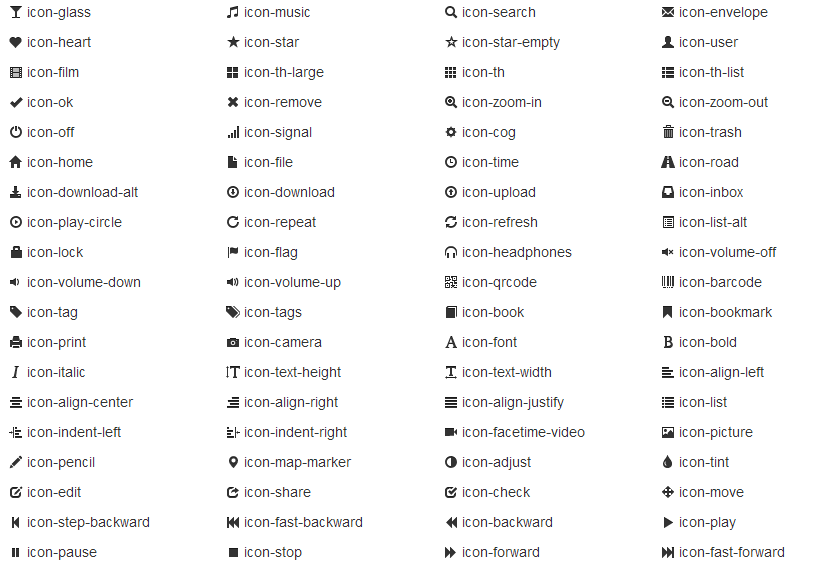 icon-glass icon-music icon-search icon-envelope
icon-heart icon-star icon-star-empty icon-user
icon-film icon-th-large icon-th icon-th-list
icon-ok icon-remove icon-zoom-in icon-zoom-out
icon-off icon-signal icon-cog icon-trash
icon-home icon-file icon-time icon-road
icon-download-alt icon-download icon-upload icon-inbox
icon-play-circle icon-repeat icon-refresh icon-list-alt
icon-lock icon-flag icon-headphones icon-volume-off
icon-volume-down icon-volume-up icon-qrcode icon-barcode
icon-tag icon-tags icon-book icon-bookmark
icon-print icon-camera icon-font icon-bold
icon-italic icon-text-height icon-text-width icon-align-left
icon-align-center icon-align-right icon-align-justify icon-list
icon-indent-left icon-indent-right icon-facetime-video icon-picture
icon-pencil icon-map-marker icon-adjust icon-tint
icon-edit icon-share icon-check icon-move
icon-step-backward icon-fast-backward icon-backward icon-play
icon-pause icon-stop icon-forward icon-fast-forward